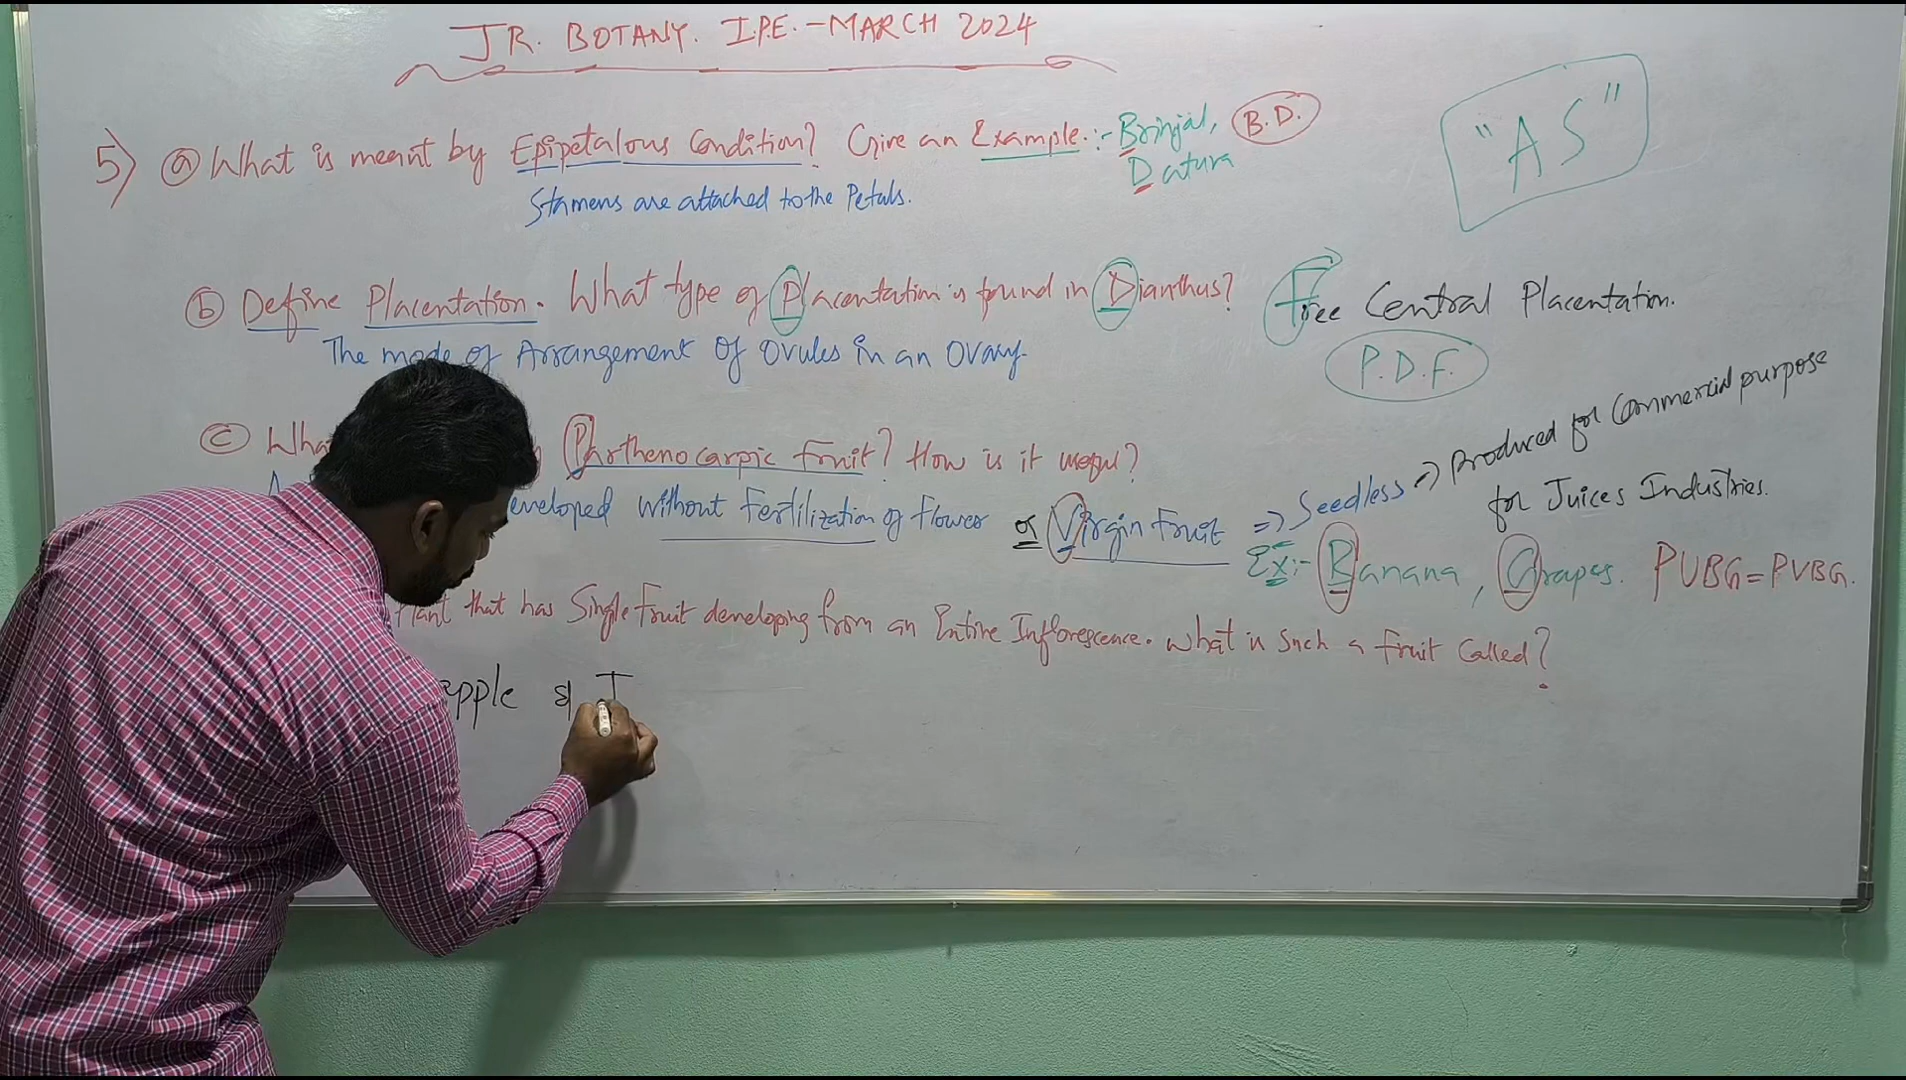 JR. BOTANY. I.P.E. - MARCH 2024
5) a What is meant by Epipetalous Condition? Give an Example. :- Brinjal, B.D.
Datura
"AS"
Stamens are attached to the Petals.
b Define Placentation. What type of Placentation is found in Dianthus? Free Central Placentation.
The mode of Arrangement of Ovules in an Ovary.
P.D.F.
c Parthenocarpic fruit? How is it useful?
without fertilization of flower or Virgin fruit => Seedless => Produced for Commercial purpose
for Juices Industries.
Ex:- Banana, Grapes. PUBG = PVBG.
that has Single fruit developing from an Entire Inflorescence. What is such a fruit called?
apple & J